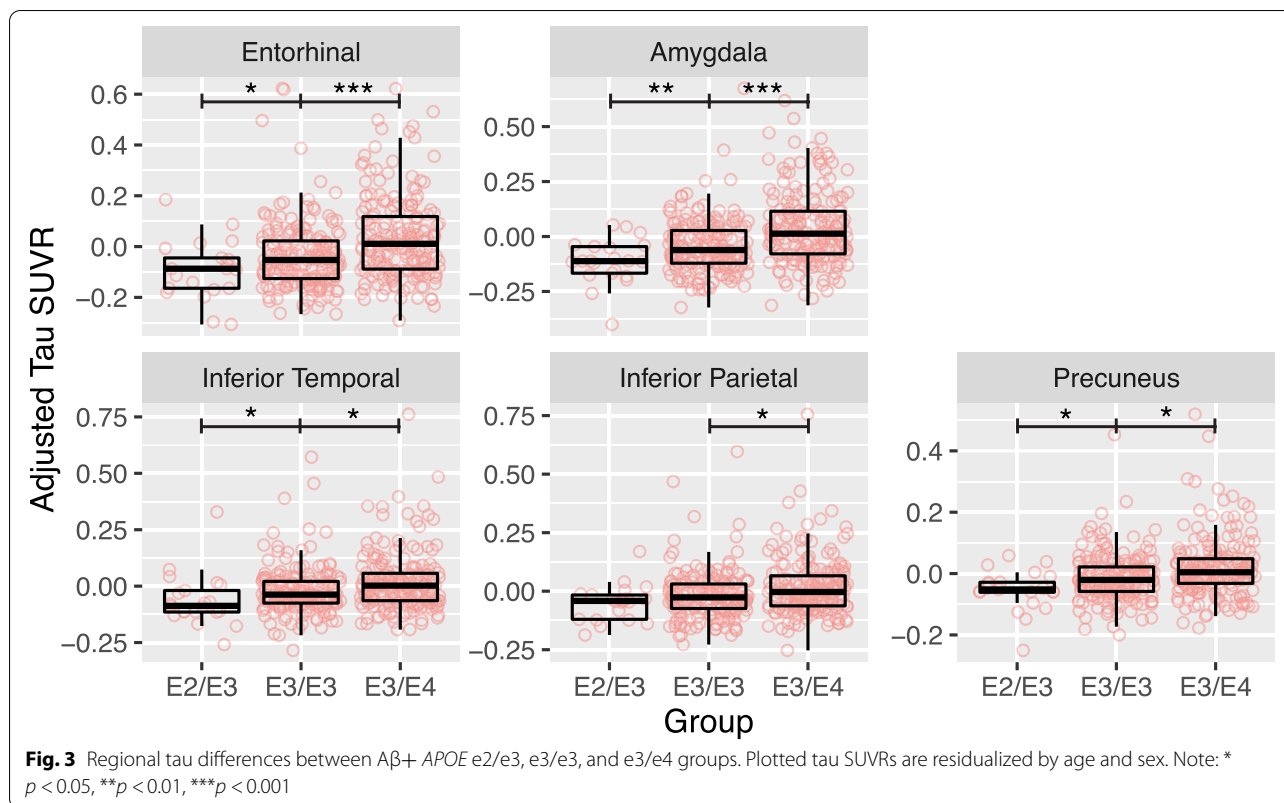 Entorhinal
Amygdala
Adjusted Tau SUVR
0.6
0.4
0.2
0.0
−0.2
* ***
0.50
0.25
0.00
−0.25
** ***
Inferior Temporal
Inferior Parietal
Precuneus
0.75
0.50
0.25
0.00
−0.25
* *
0.75
0.50
0.25
0.00
−0.25
*
0.4
0.2
0.0
−0.2
* *
E2/E3 E3/E3 E3/E4
E2/E3 E3/E3 E3/E4
E2/E3 E3/E3 E3/E4
Group
Fig. 3 Regional tau differences between Aβ+ APOE e2/e3, e3/e3, and e3/e4 groups. Plotted tau SUVRs are residualized by age and sex. Note: *
p < 0.05, **p < 0.01, ***p < 0.001